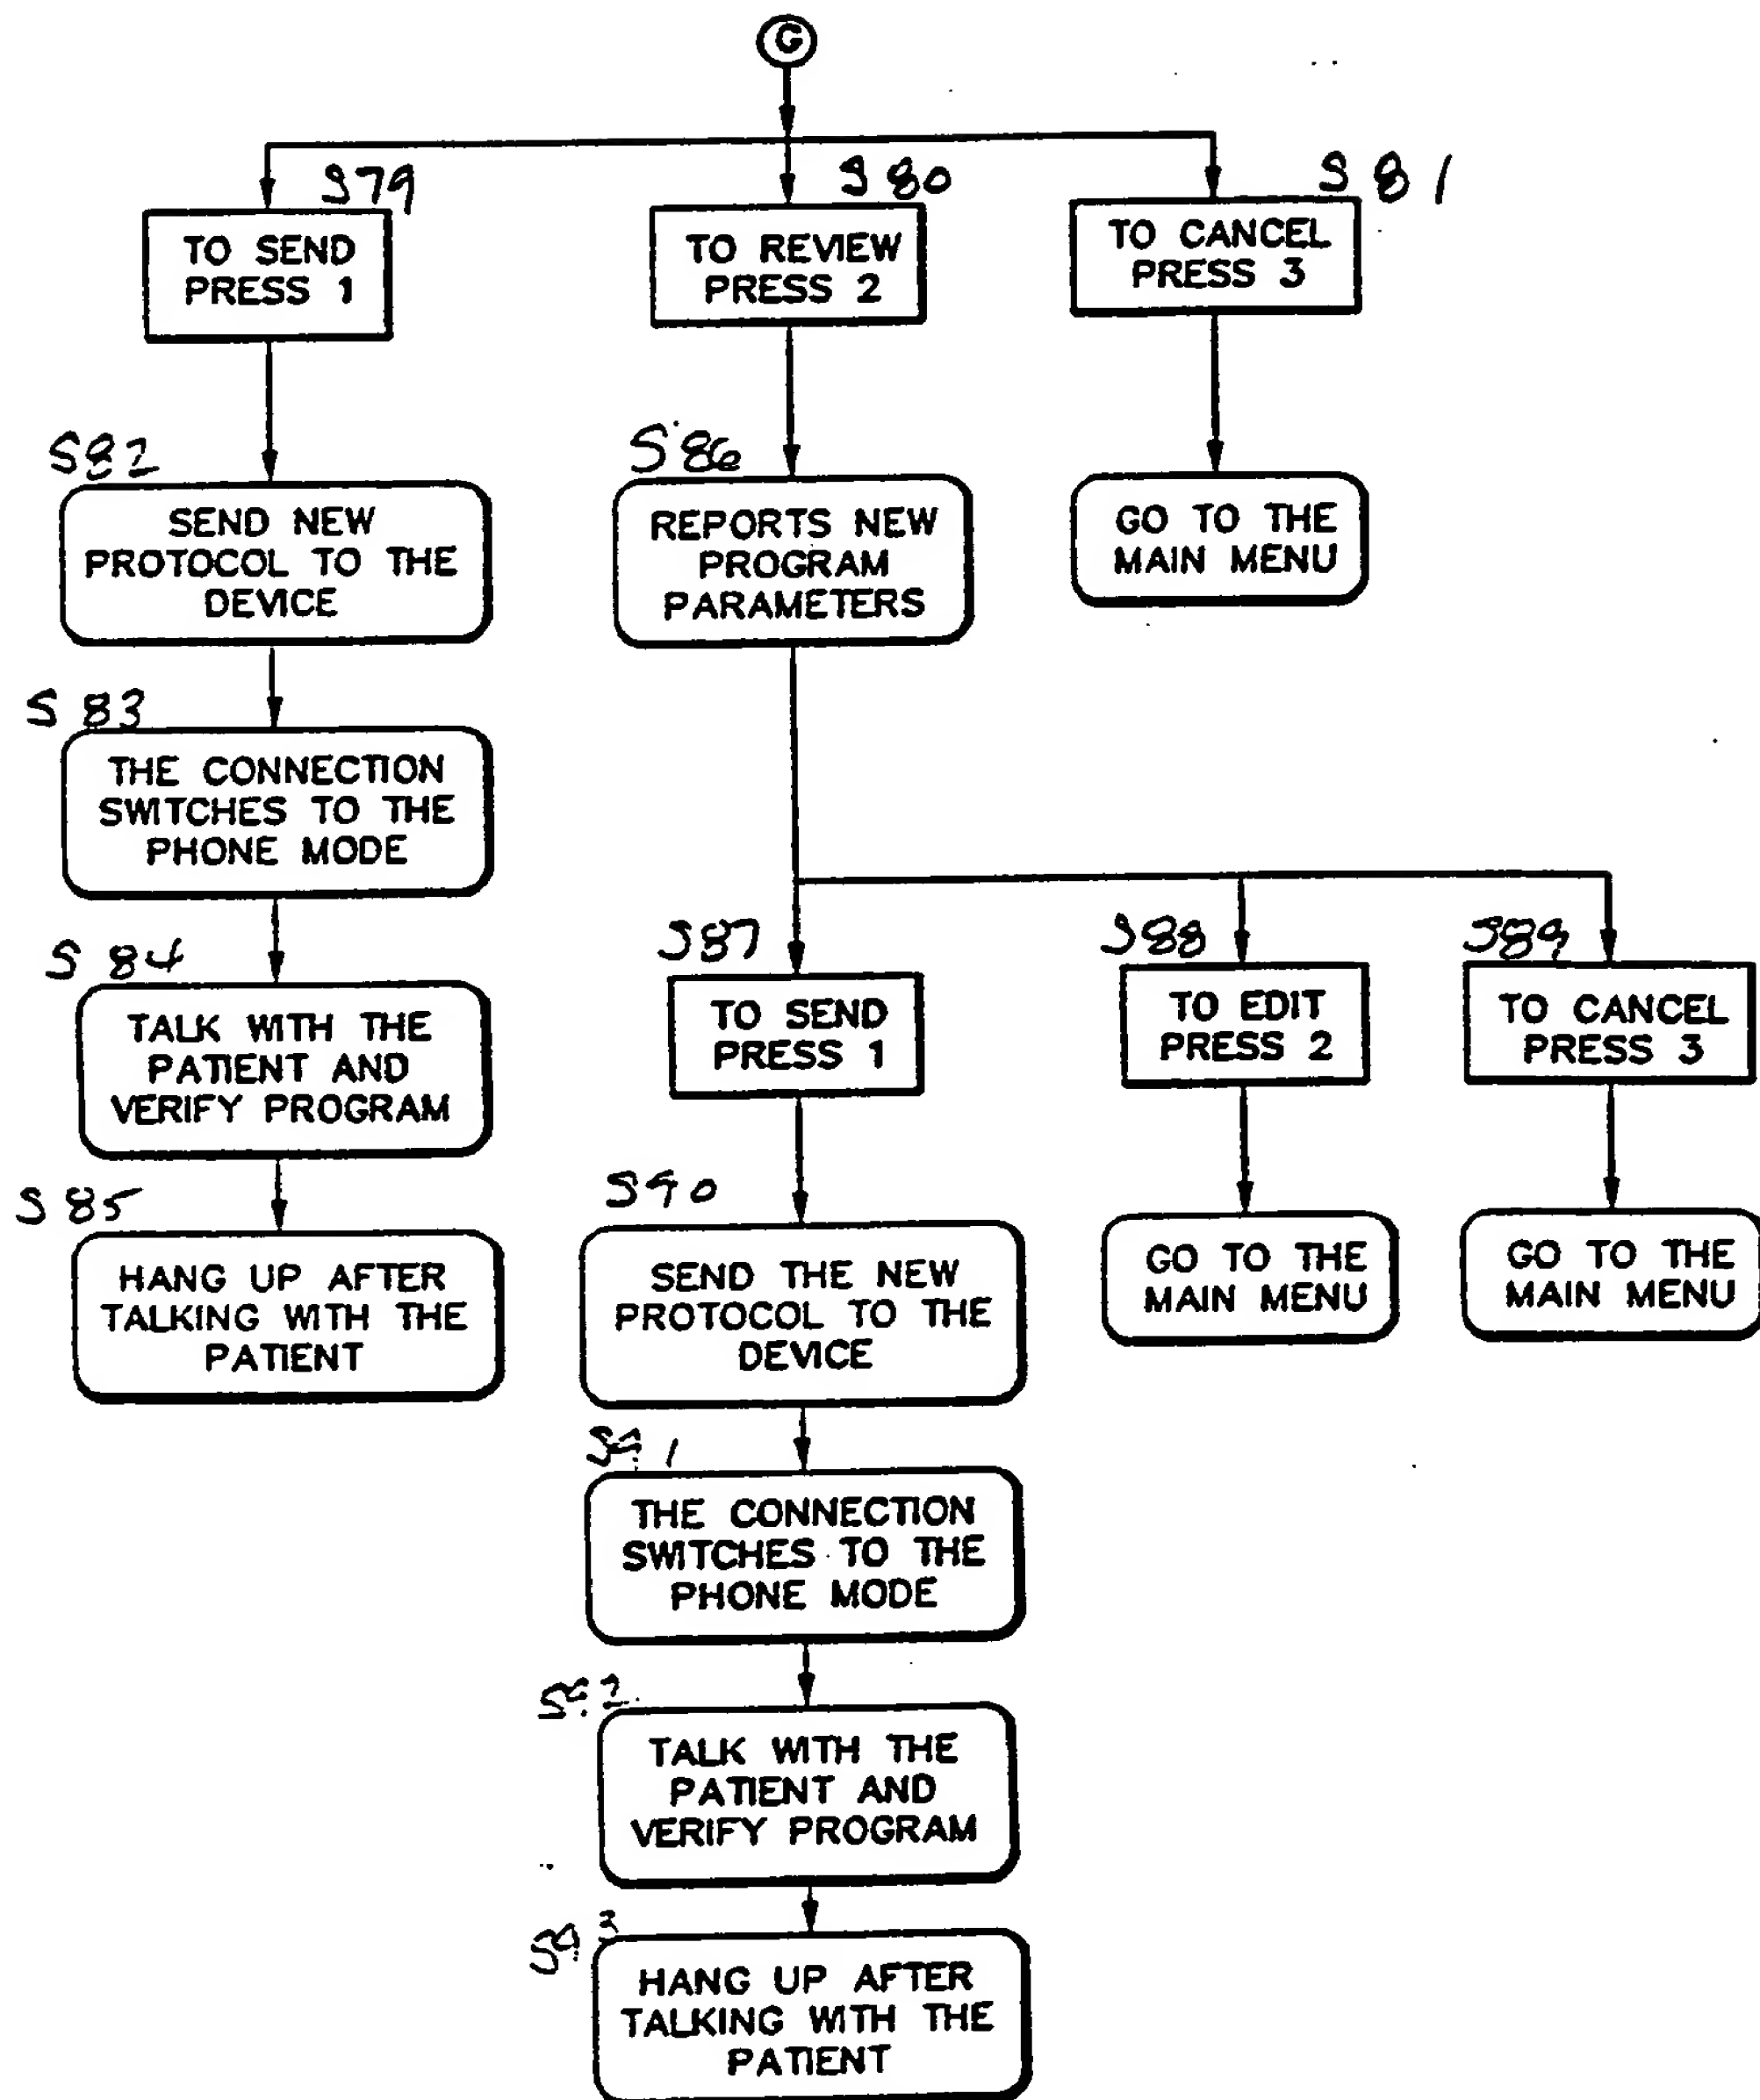 G
S79
TO SEND
PRESS 1
S80
TO REVIEW
PRESS 2
S81
TO CANCEL
PRESS 3
S82
SEND NEW
PROTOCOL TO THE
DEVICE
S86
REPORTS NEW
PROGRAM
PARAMETERS
GO TO THE
MAIN MENU
S83
THE CONNECTION
SWITCHES TO THE
PHONE MODE
S84
TALK WITH THE
PATIENT AND
VERIFY PROGRAM
S85
HANG UP AFTER
TALKING WITH THE
PATIENT
S87
TO SEND
PRESS 1
S88
TO EDIT
PRESS 2
S89
TO CANCEL
PRESS 3
S90
SEND THE NEW
PROTOCOL TO THE
DEVICE
GO TO THE
MAIN MENU
GO TO THE
MAIN MENU
S91
THE CONNECTION
SWITCHES TO THE
PHONE MODE
S92
TALK WITH THE
PATIENT AND
VERIFY PROGRAM
S93
HANG UP AFTER
TALKING WITH THE
PATIENT